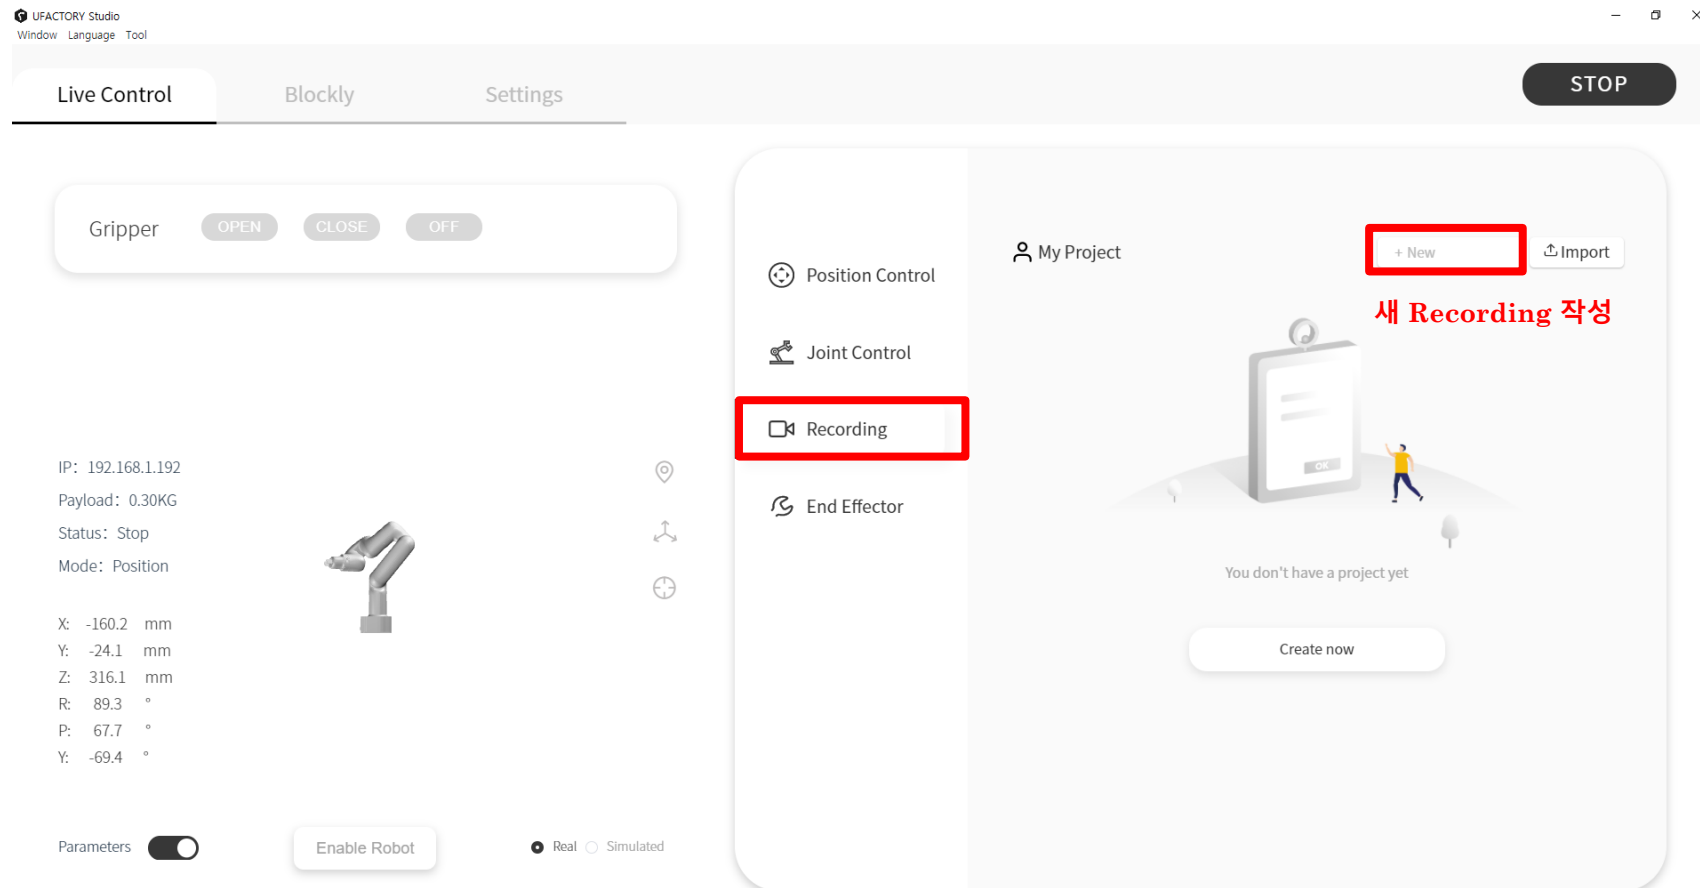 UFACTORY Studio
Window Language Tool
Live Control Blockly Settings STOP
Gripper OPEN CLOSE OFF
IP: 192.168.1.192
Payload: 0.30KG
Status: Stop
Mode: Position
X: -160.2 mm
Y: -24.1 mm
Z: 316.1 mm
R: 89.3 °
P: 67.7 °
Y: -69.4 °
Parameters Enable Robot Real Simulated
Position Control
Joint Control
Recording
End Effector
My Project + New Import
새 Recording 작성
OK
You don't have a project yet
Create now